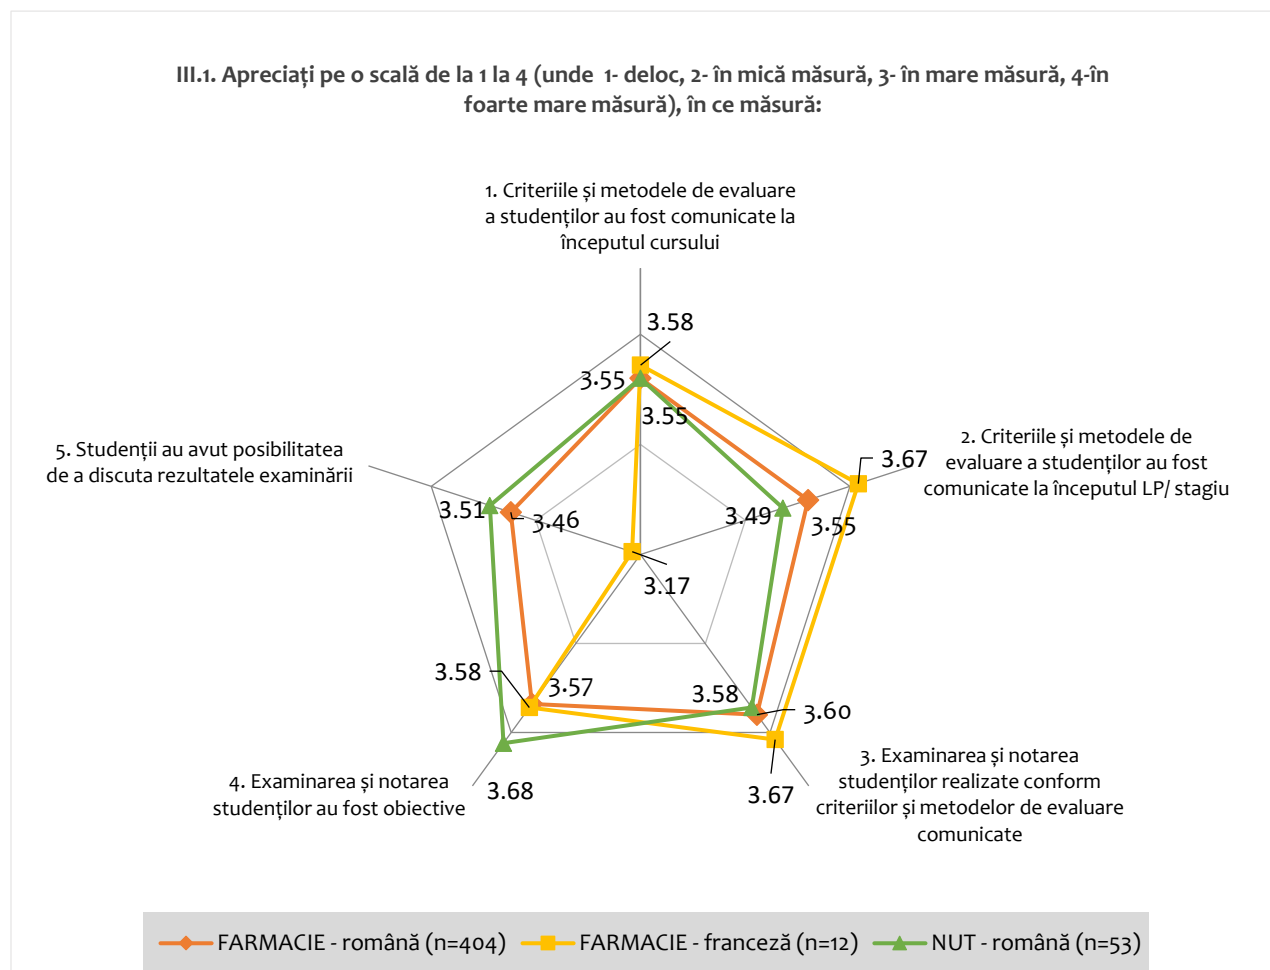 III.1. Apreciați pe o scală de la 1 la 4 (unde  1- deloc, 2- în mică măsură, 3- în mare măsură, 4-în
foarte mare măsură), în ce măsură:
1. Criteriile și metodele de evaluare
a studenților au fost comunicate la
începutul cursului
3.58
3.55
3.55
2. Criteriile și metodele de
evaluare a studenților au fost
comunicate la începutul LP/ stagiu
3.67
3.49
3.55
5. Studenții au avut posibilitatea
de a discuta rezultatele examinării
3.51
3.46
3.17
3.58
3.57
3.58
3.60
3. Examinarea și notarea
studenților realizate conform
criteriilor și metodelor de evaluare
comunicate
4. Examinarea și notarea
studenților au fost obiective
3.68
3.67
FARMACIE - română (n=404)
FARMACIE - franceză (n=12)
NUT - română (n=53)